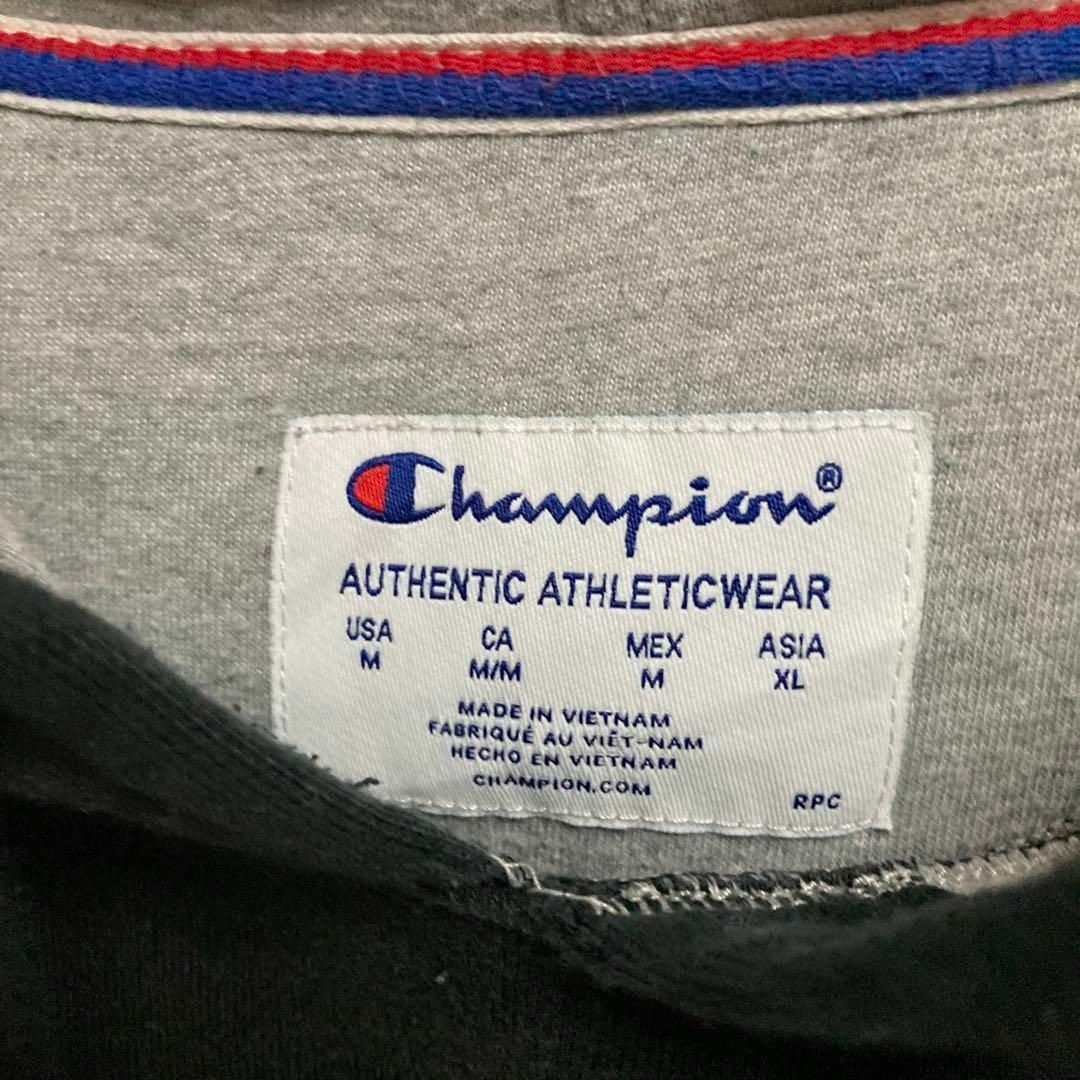 Champion®
AUTHENTIC ATHLETICWEAR
USA CA MEX ASIA
M M/M M XL
MADE IN VIETNAM
FABRIQUÉ AU VIÊT-NAM
HECHO EN VIETNAM
CHAMPION.COM
RPC